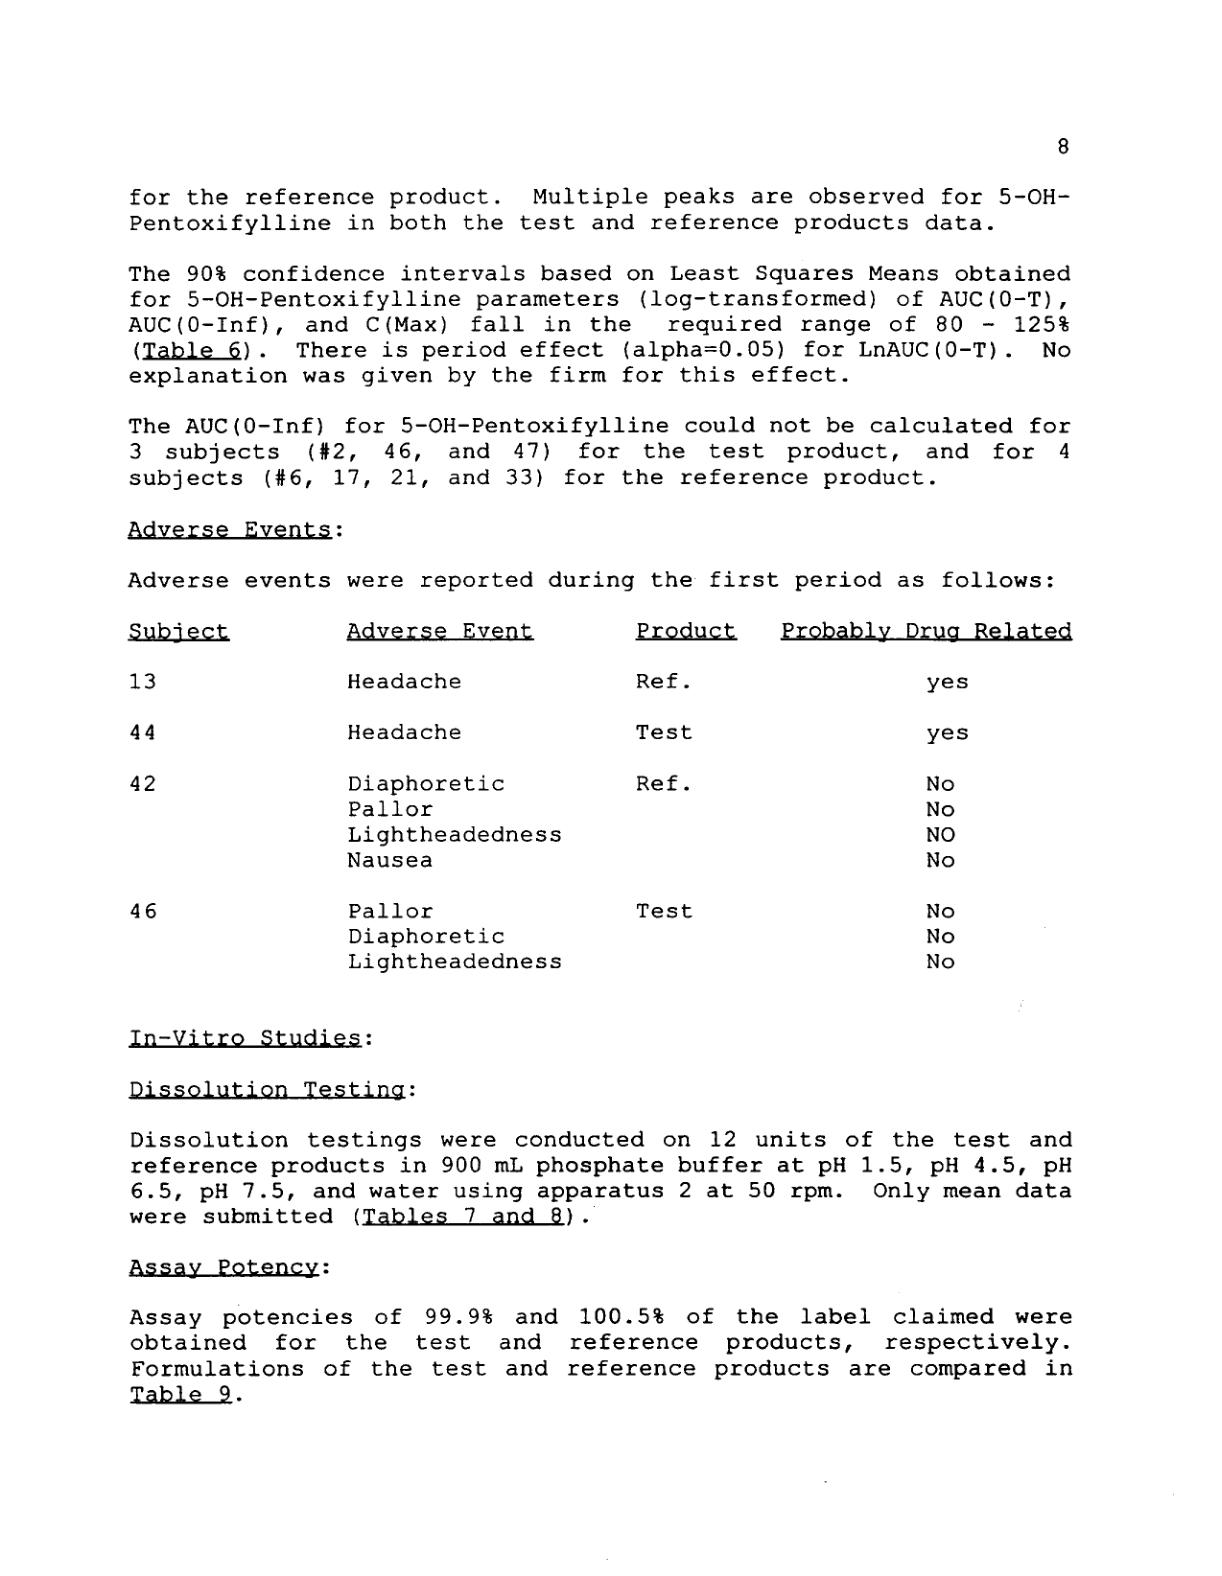 8
for the reference product. Multiple peaks are observed for 5-OH-
Pentoxifylline in both the test and reference products data.
The 90% confidence intervals based on Least Squares Means obtained
for 5-OH-Pentoxifylline parameters (log-transformed) of AUC(0-T),
AUC(0-Inf), and C(Max) fall in the required range of 80 - 125%
(Table 6). There is period effect (alpha=0.05) for LnAUC(0-T). No
explanation was given by the firm for this effect.
The AUC(0-Inf) for 5-OH-Pentoxifylline could not be calculated for
3 subjects (#2, 46, and 47) for the test product, and for 4
subjects (#6, 17, 21, and 33) for the reference product.
Adverse Events:
Adverse events were reported during the first period as follows:
Subject Adverse Event Product Probably Drug Related
13 Headache Ref. yes
44 Headache Test yes
42 Diaphoretic Ref. No
Pallor No
Lightheadedness NO
Nausea No
46 Pallor Test No
Diaphoretic No
Lightheadedness No
In-Vitro Studies:
Dissolution Testing:
Dissolution testings were conducted on 12 units of the test and
reference products in 900 mL phosphate buffer at pH 1.5, pH 4.5, pH
6.5, pH 7.5, and water using apparatus 2 at 50 rpm. Only mean data
were submitted (Tables 7 and 8).
Assay Potency:
Assay potencies of 99.9% and 100.5% of the label claimed were
obtained for the test and reference products, respectively.
Formulations of the test and reference products are compared in
Table 9.